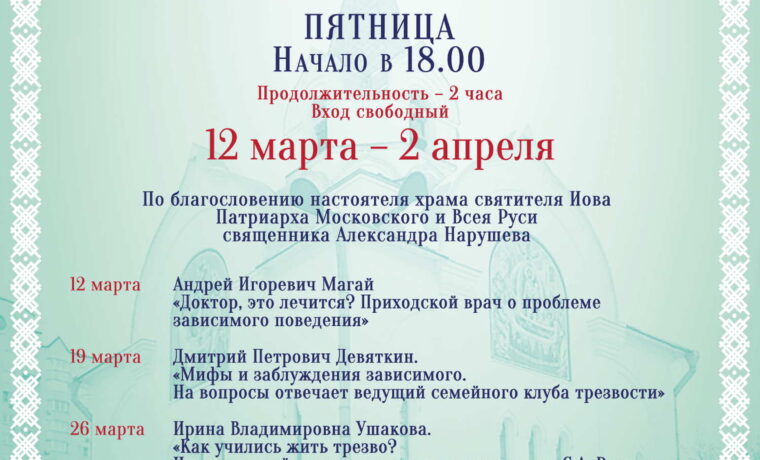 ПЯТНИЦА
Начало в 18.00
Продолжительность – 2 часа
Вход свободный
12 марта – 2 апреля
По благословению настоятеля храма святителя Иова
Патриарха Московского и Всея Руси
священника Александра Нарушева
12 марта Андрей Игоревич Магай
«Доктор, это лечится? Приходской врач о проблеме
зависимого поведения»
19 марта Дмитрий Петрович Девяткин.
«Мифы и заблуждения зависимого.
На вопросы отвечает ведущий семейного клуба трезвости»
26 марта Ирина Владимировна Ушакова.
«Как учились жить трезво?